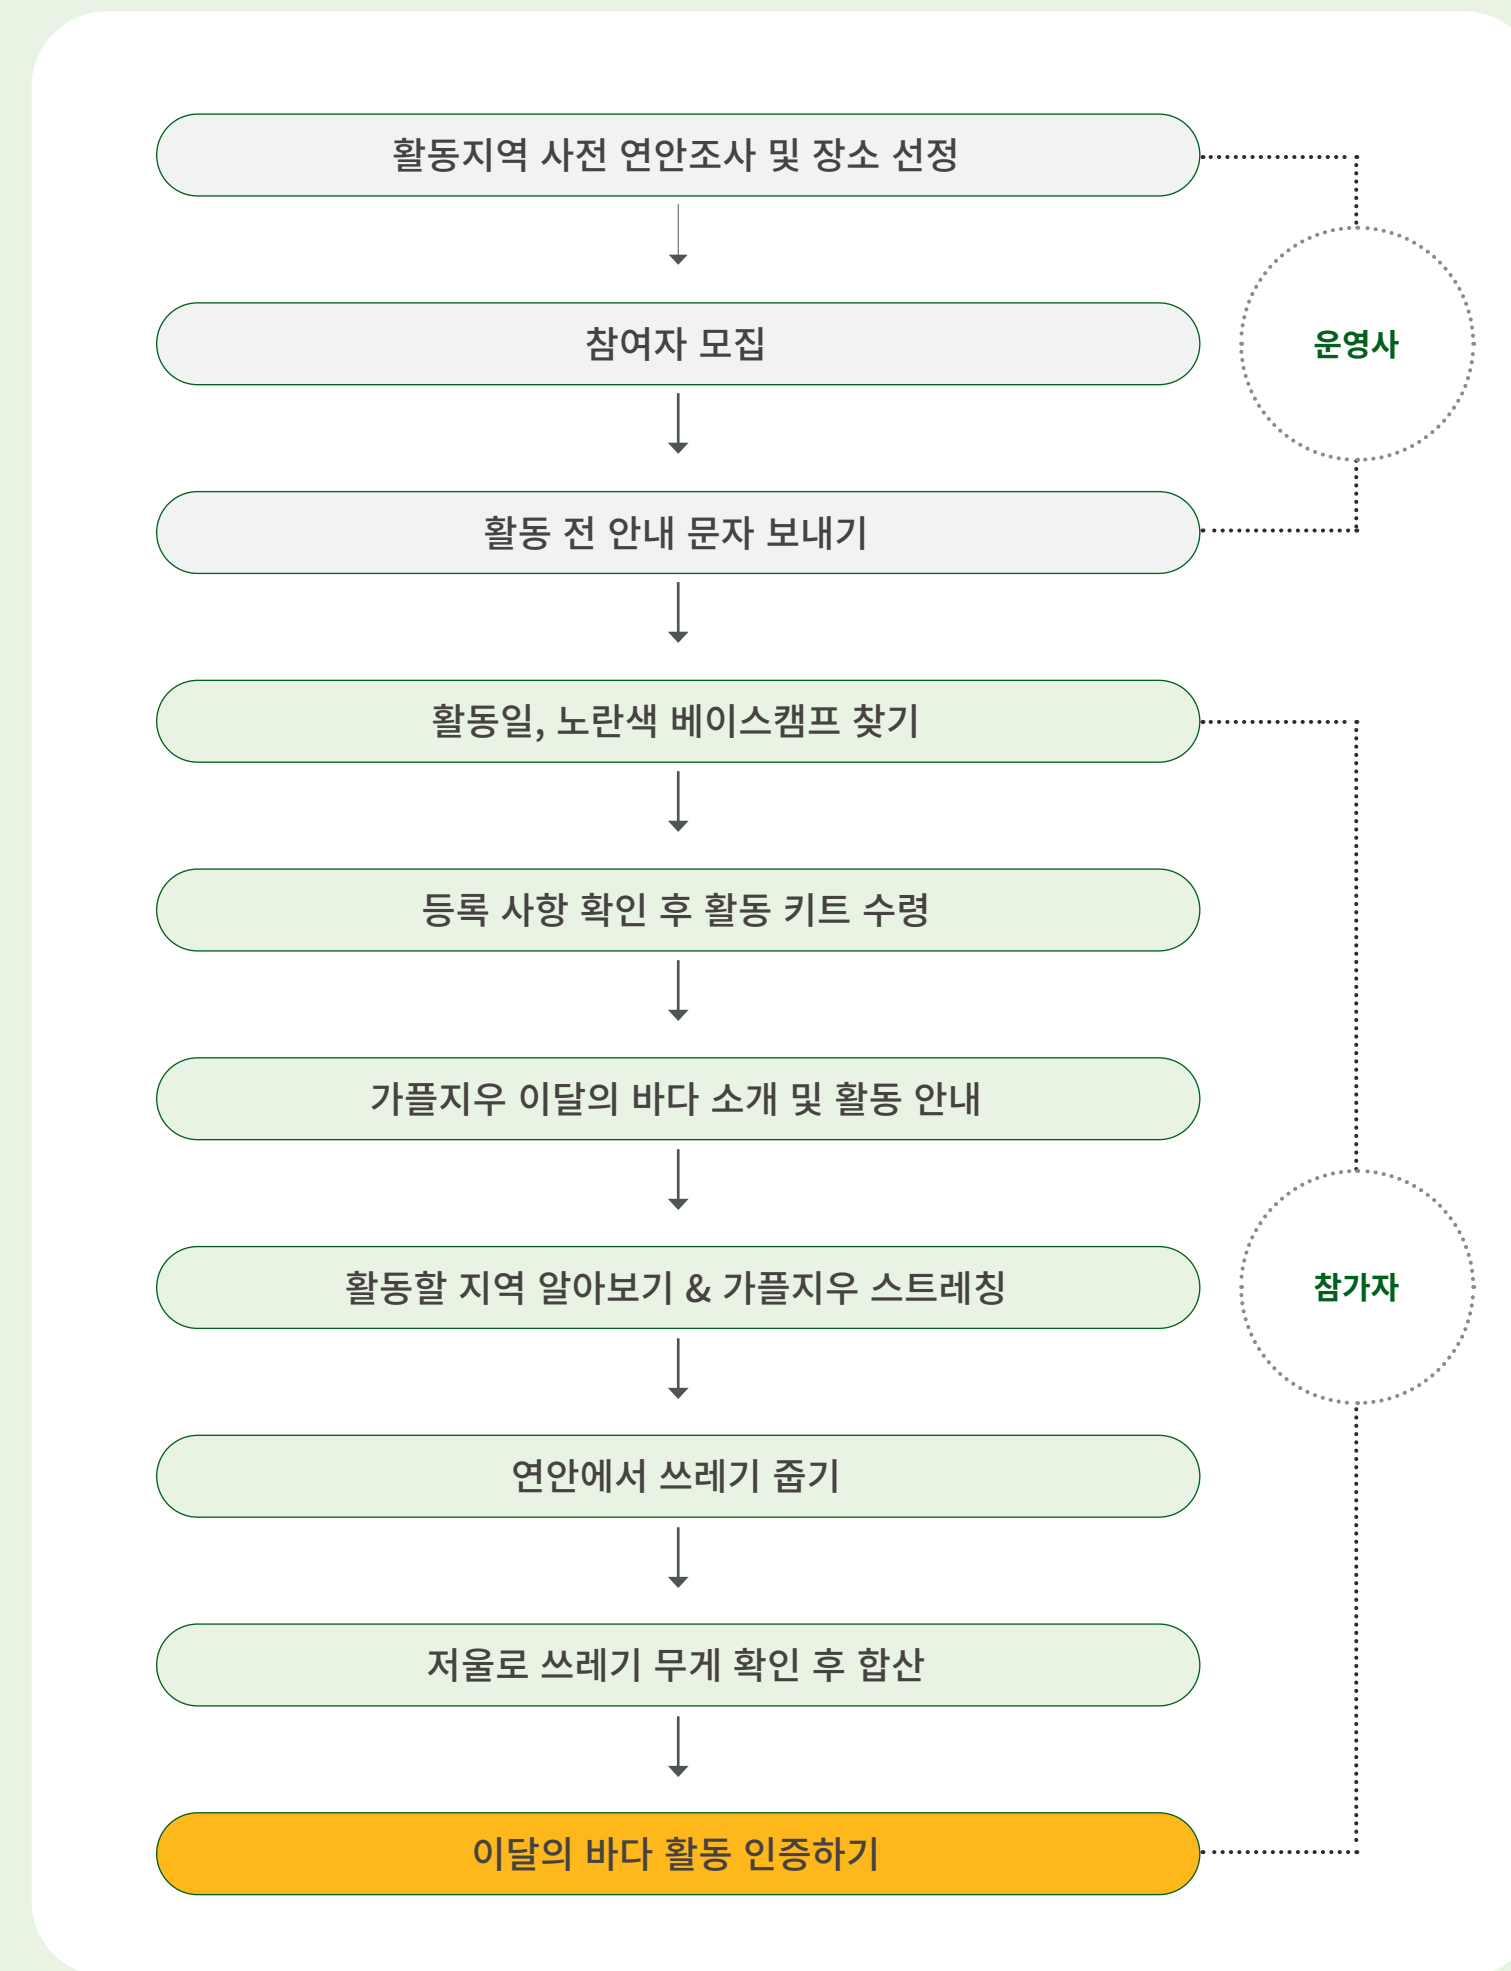 활동지역 사전 연안조사 및 장소 선정
참여자 모집
운영사
활동 전 안내 문자 보내기
활동일, 노란색 베이스캠프 찾기
등록 사항 확인 후 활동 키트 수령
가플지우 이달의 바다 소개 및 활동 안내
활동할 지역 알아보기 & 가플지우 스트레칭
참가자
연안에서 쓰레기 줍기
저울로 쓰레기 무게 확인 후 합산
이달의 바다 활동 인증하기